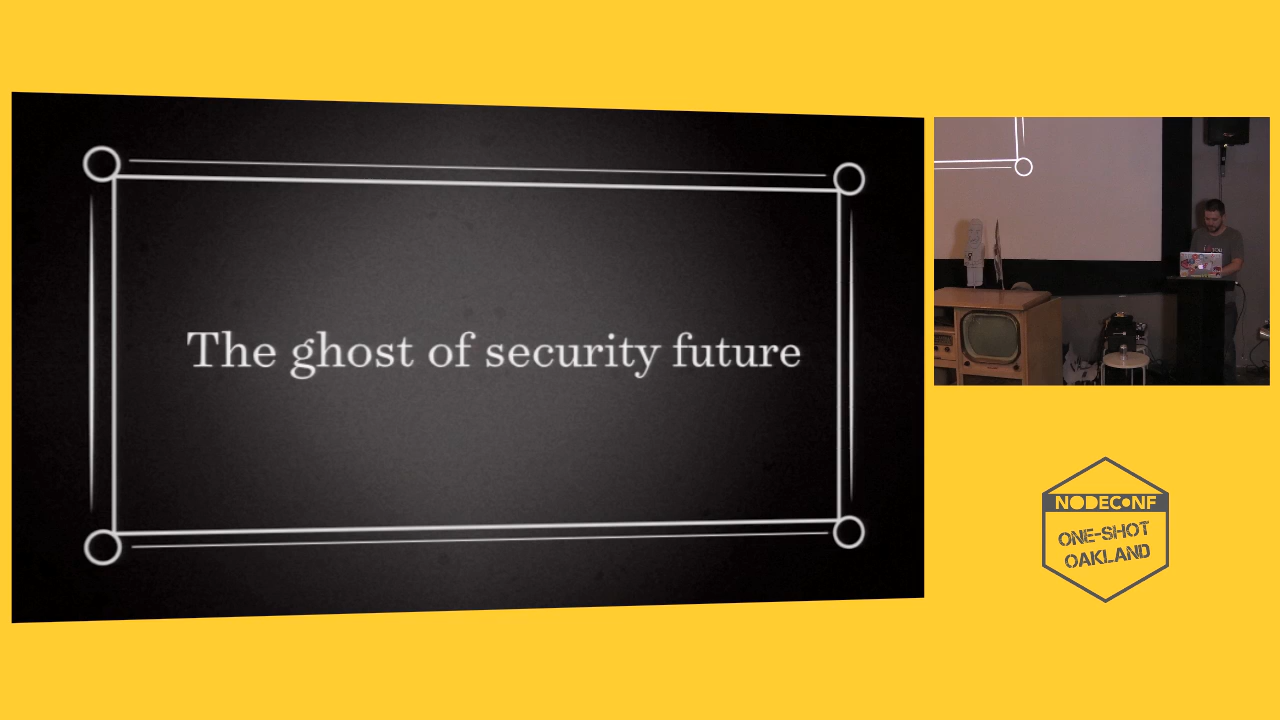 The ghost of security future
NODECONF
ONE-SHOT
OAKLAND